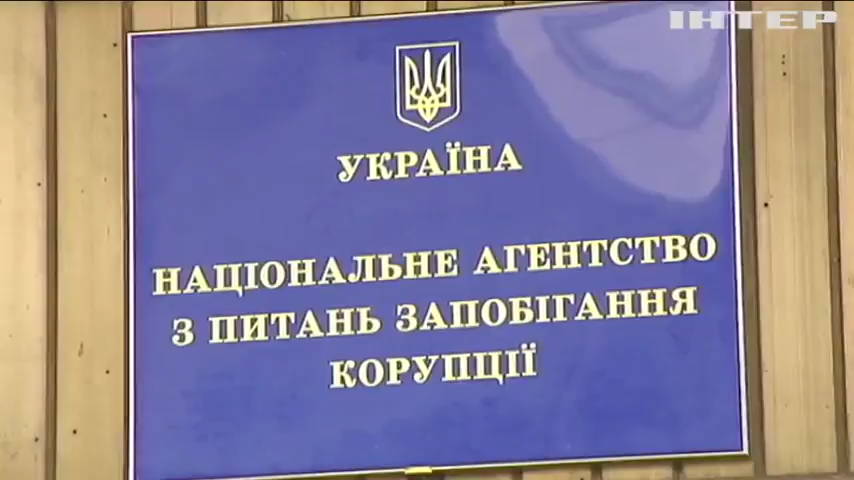 ІНТЕР
УКРАЇНА
НАЦІОНАЛЬНЕ АГЕНТСТВО
З ПИТАНЬ ЗАПОБІГАННЯ
КОРУПЦІЇ